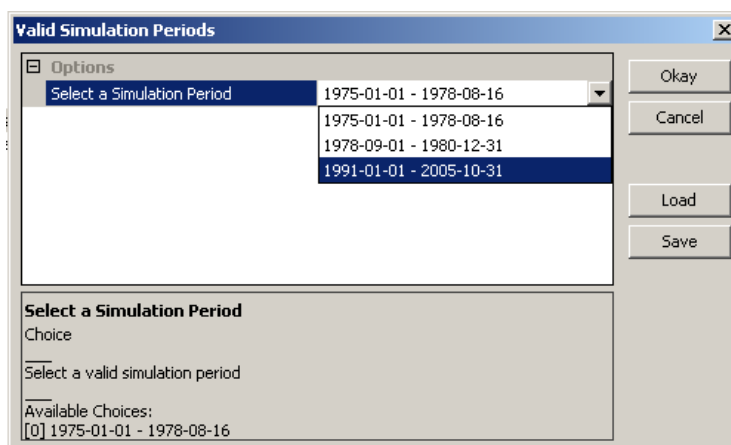 Valid Simulation Periods
Options
Select a Simulation Period 1975-01-01 - 1978-08-16
1975-01-01 - 1978-08-16
1978-09-01 - 1980-12-31
1991-01-01 - 2005-10-31
Okay
Cancel
Load
Save
Select a Simulation Period
Choice
Select a valid simulation period
Available Choices:
[0] 1975-01-01 - 1978-08-16